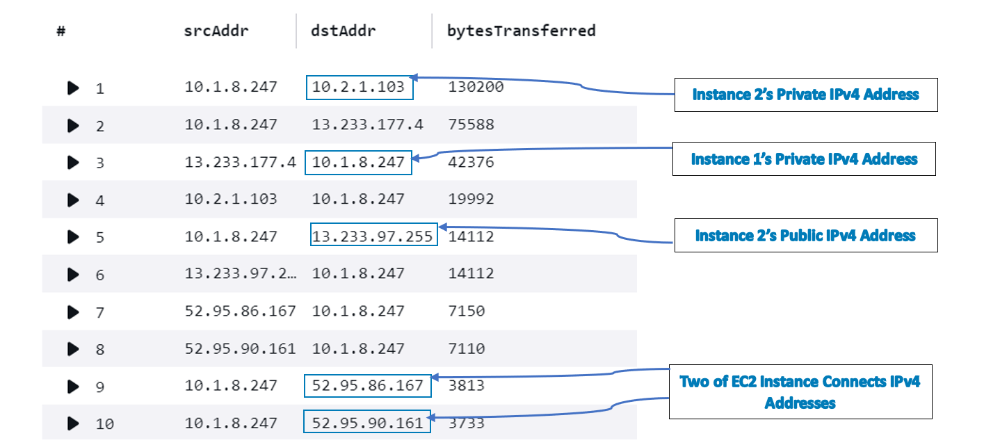 # srcAddr dstAddr bytesTransferred
1 10.1.8.247 10.2.1.103 130200
Instance 2’s Private IPv4 Address
2 10.1.8.247 13.233.177.4 75588
3 13.233.177.4 10.1.8.247 42376
Instance 1’s Private IPv4 Address
4 10.2.1.103 10.1.8.247 19992
5 10.1.8.247 13.233.97.255 14112
Instance 2’s Public IPv4 Address
6 13.233.97.2… 10.1.8.247 14112
7 52.95.86.167 10.1.8.247 7150
8 52.95.90.161 10.1.8.247 7110
9 10.1.8.247 52.95.86.167 3813
Two of EC2 Instance Connects IPv4
Addresses
10 10.1.8.247 52.95.90.161 3733